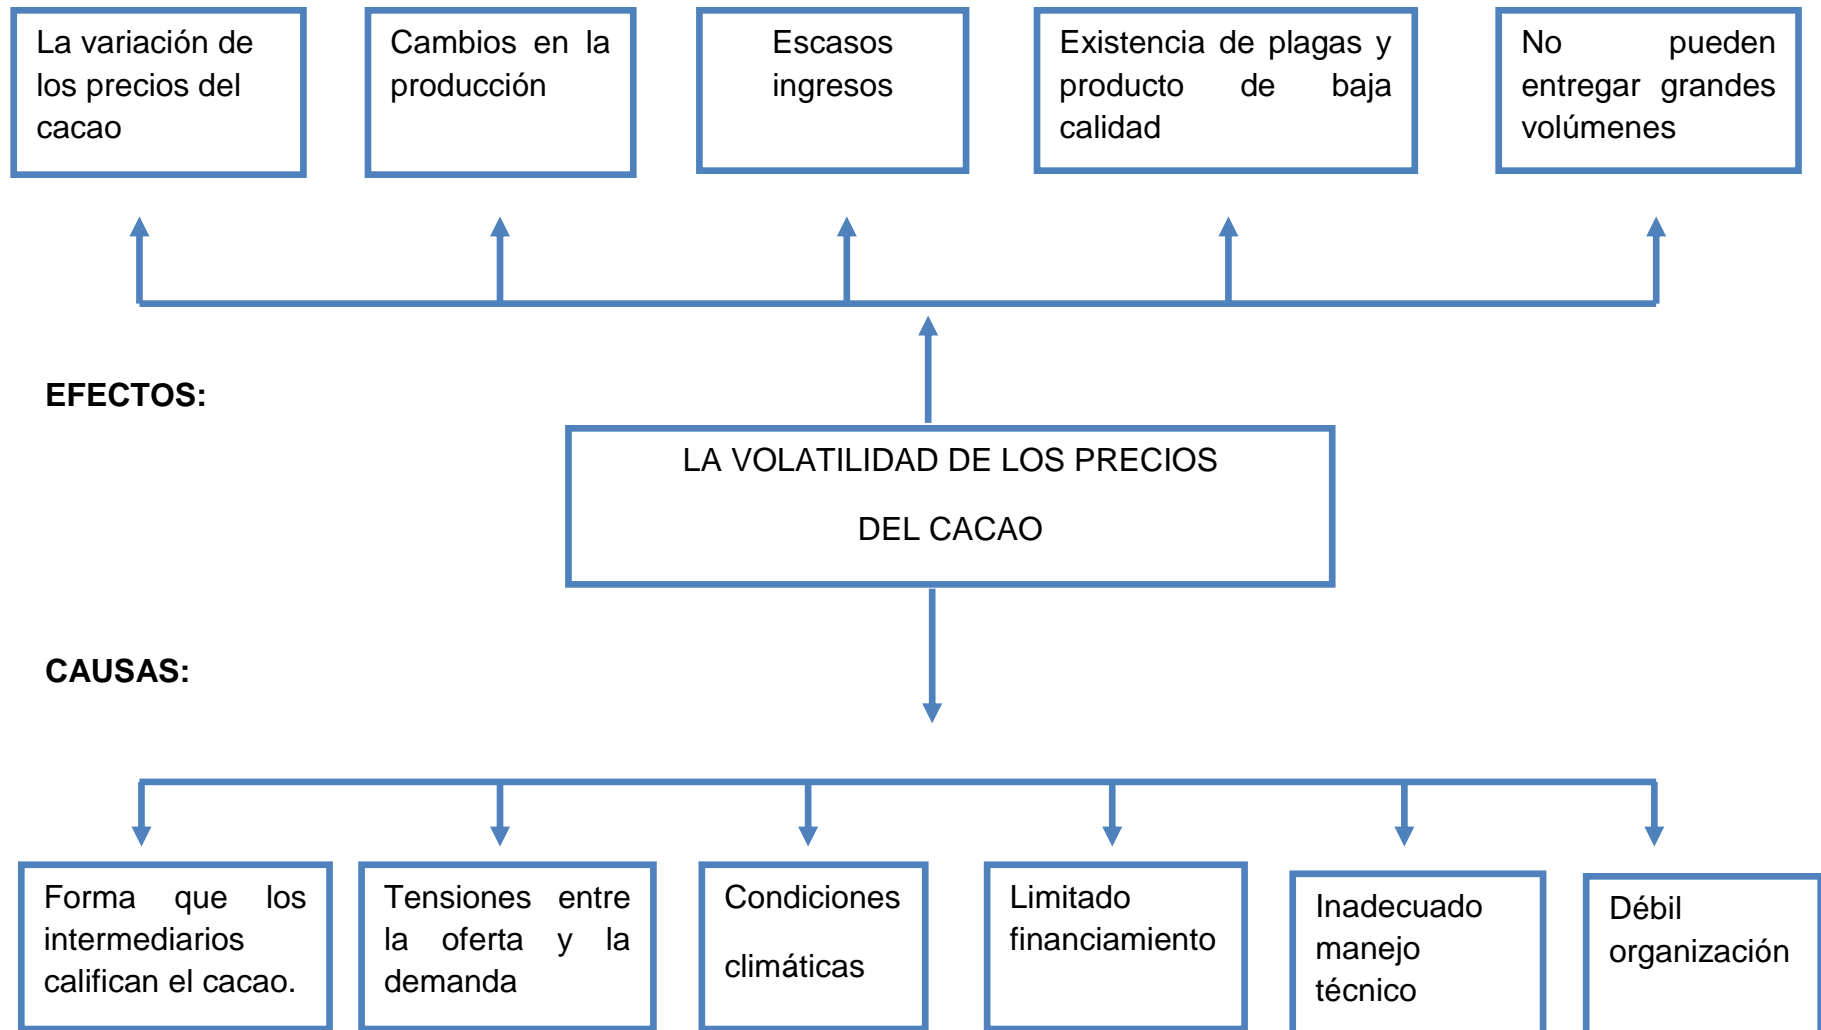 La variación de
los precios del
cacao
Cambios en la
producción
Escasos
ingresos
Existencia de plagas y
producto de baja
calidad
No pueden
entregar grandes
volúmenes
EFECTOS:
LA VOLATILIDAD DE LOS PRECIOS
DEL CACAO
CAUSAS:
Forma que los
intermediarios
califican el cacao.
Tensiones entre
la oferta y la
demanda
Condiciones
climáticas
Limitado
financiamiento
Inadecuado
manejo
técnico
Débil
organización